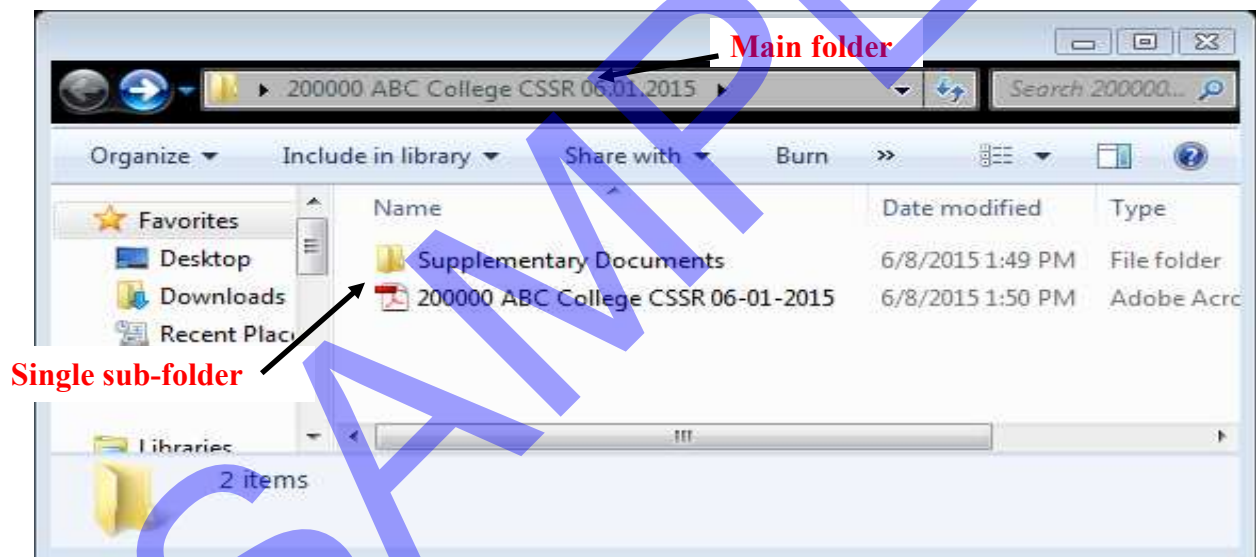 Main folder
200000 ABC College CSSR 06.01.2015
Search 200000...
Organize Include in library Share with Burn »
Name Date modified Type
Favorites
Desktop
Downloads
Recent Plac
Supplementary Documents 6/8/2015 1:49 PM File folder
200000 ABC College CSSR 06-01-2015 6/8/2015 1:50 PM Adobe Acrc
Single sub-folder
Libraries
2 items
SAMPLE